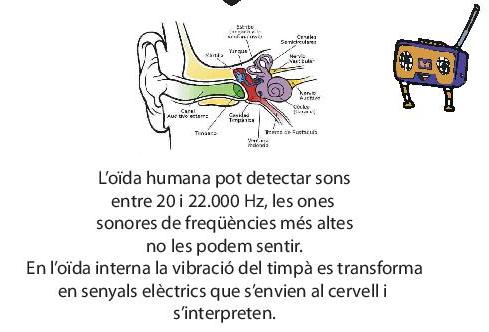 Estribo
Canales
Semicirculares
Yunque
Martillo
Nervio
Vestibular
Nervio
Auditivo
Cóclea
Canal
Auditivo externo
Cavidad
Timpánica
Tímpano
Ventana
redonda
Trompa de Eustaquio
L'oïda humana pot detectar sons
entre 20 i 22.000 Hz, les ones
sonores de freqüències més altes
no les podem sentir.
En l'oïda interna la vibració del timpà es transforma
en senyals elèctrics que s'envien al cervell i
s'interpreten.